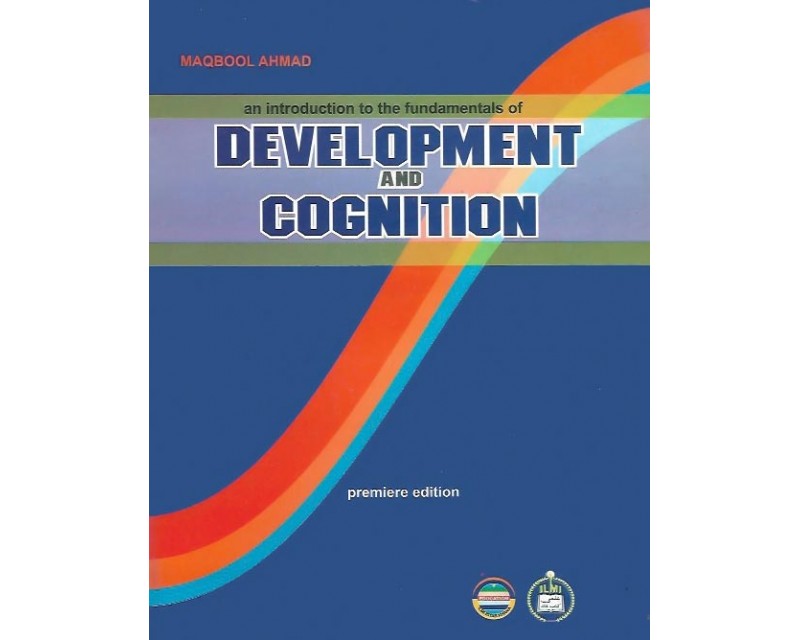 MAQBOOL AHMAD
an introduction to the fundamentals of
DEVELOPMENT
AND
COGNITION
premiere edition
ILMI